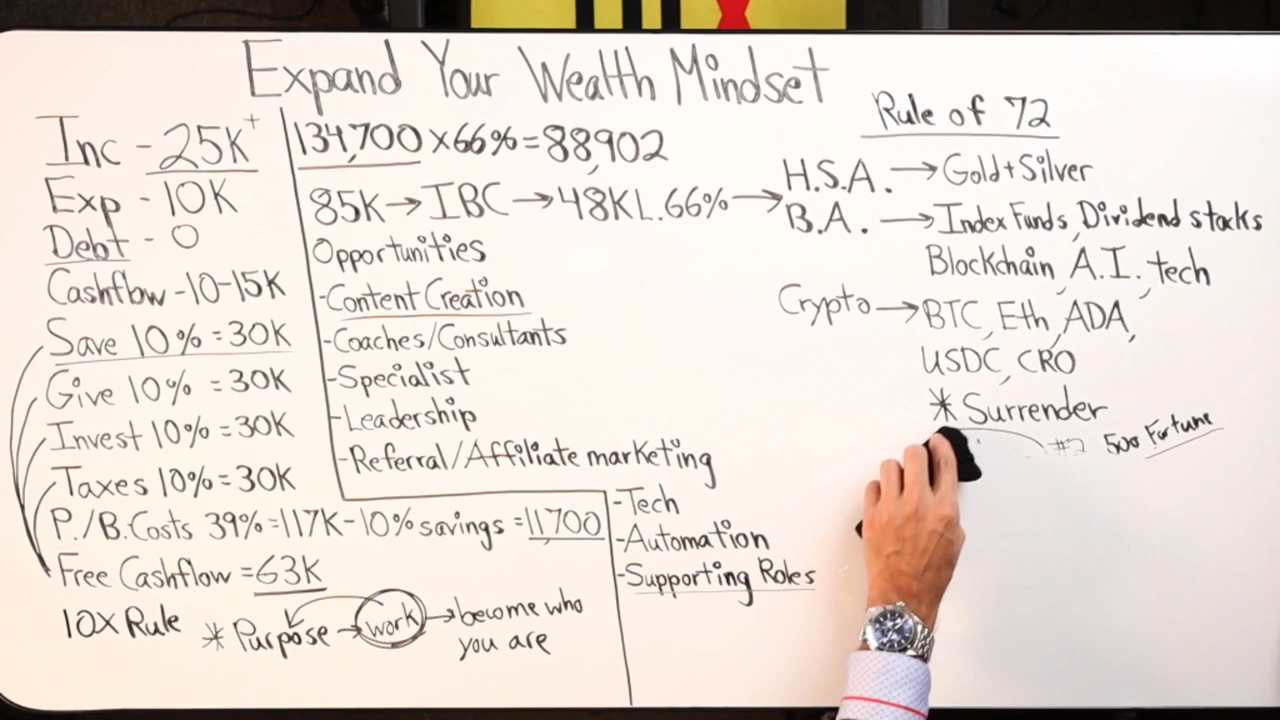 Expand Your Wealth Mindset
Inc - 25K+
Exp - 10K
Debt - 0
Cashflow - 10-15K
Save 10% = 30K
Give 10% = 30K
Invest 10% = 30K
Taxes 10% = 30K
P./B. Costs 39% = 117K - 10% savings = 11,700
Free Cashflow = 63K
10X Rule
* Purpose → work → become who
you are
134,700 x 66% = 88,902
85K → IBC → 48K L.66% →
Opportunities
- Content Creation
- Coaches/Consultants
- Specialist
- Leadership
- Referral/Affiliate marketing
- Tech
- Automation
- Supporting Roles
Rule of 72
H.S.A. → Gold + Silver
B.A. → Index Funds, Dividend stocks
Blockchain, A.I., tech
Crypto → BTC, Eth, ADA,
USDC, CRO
* Surrender
500 Fortune